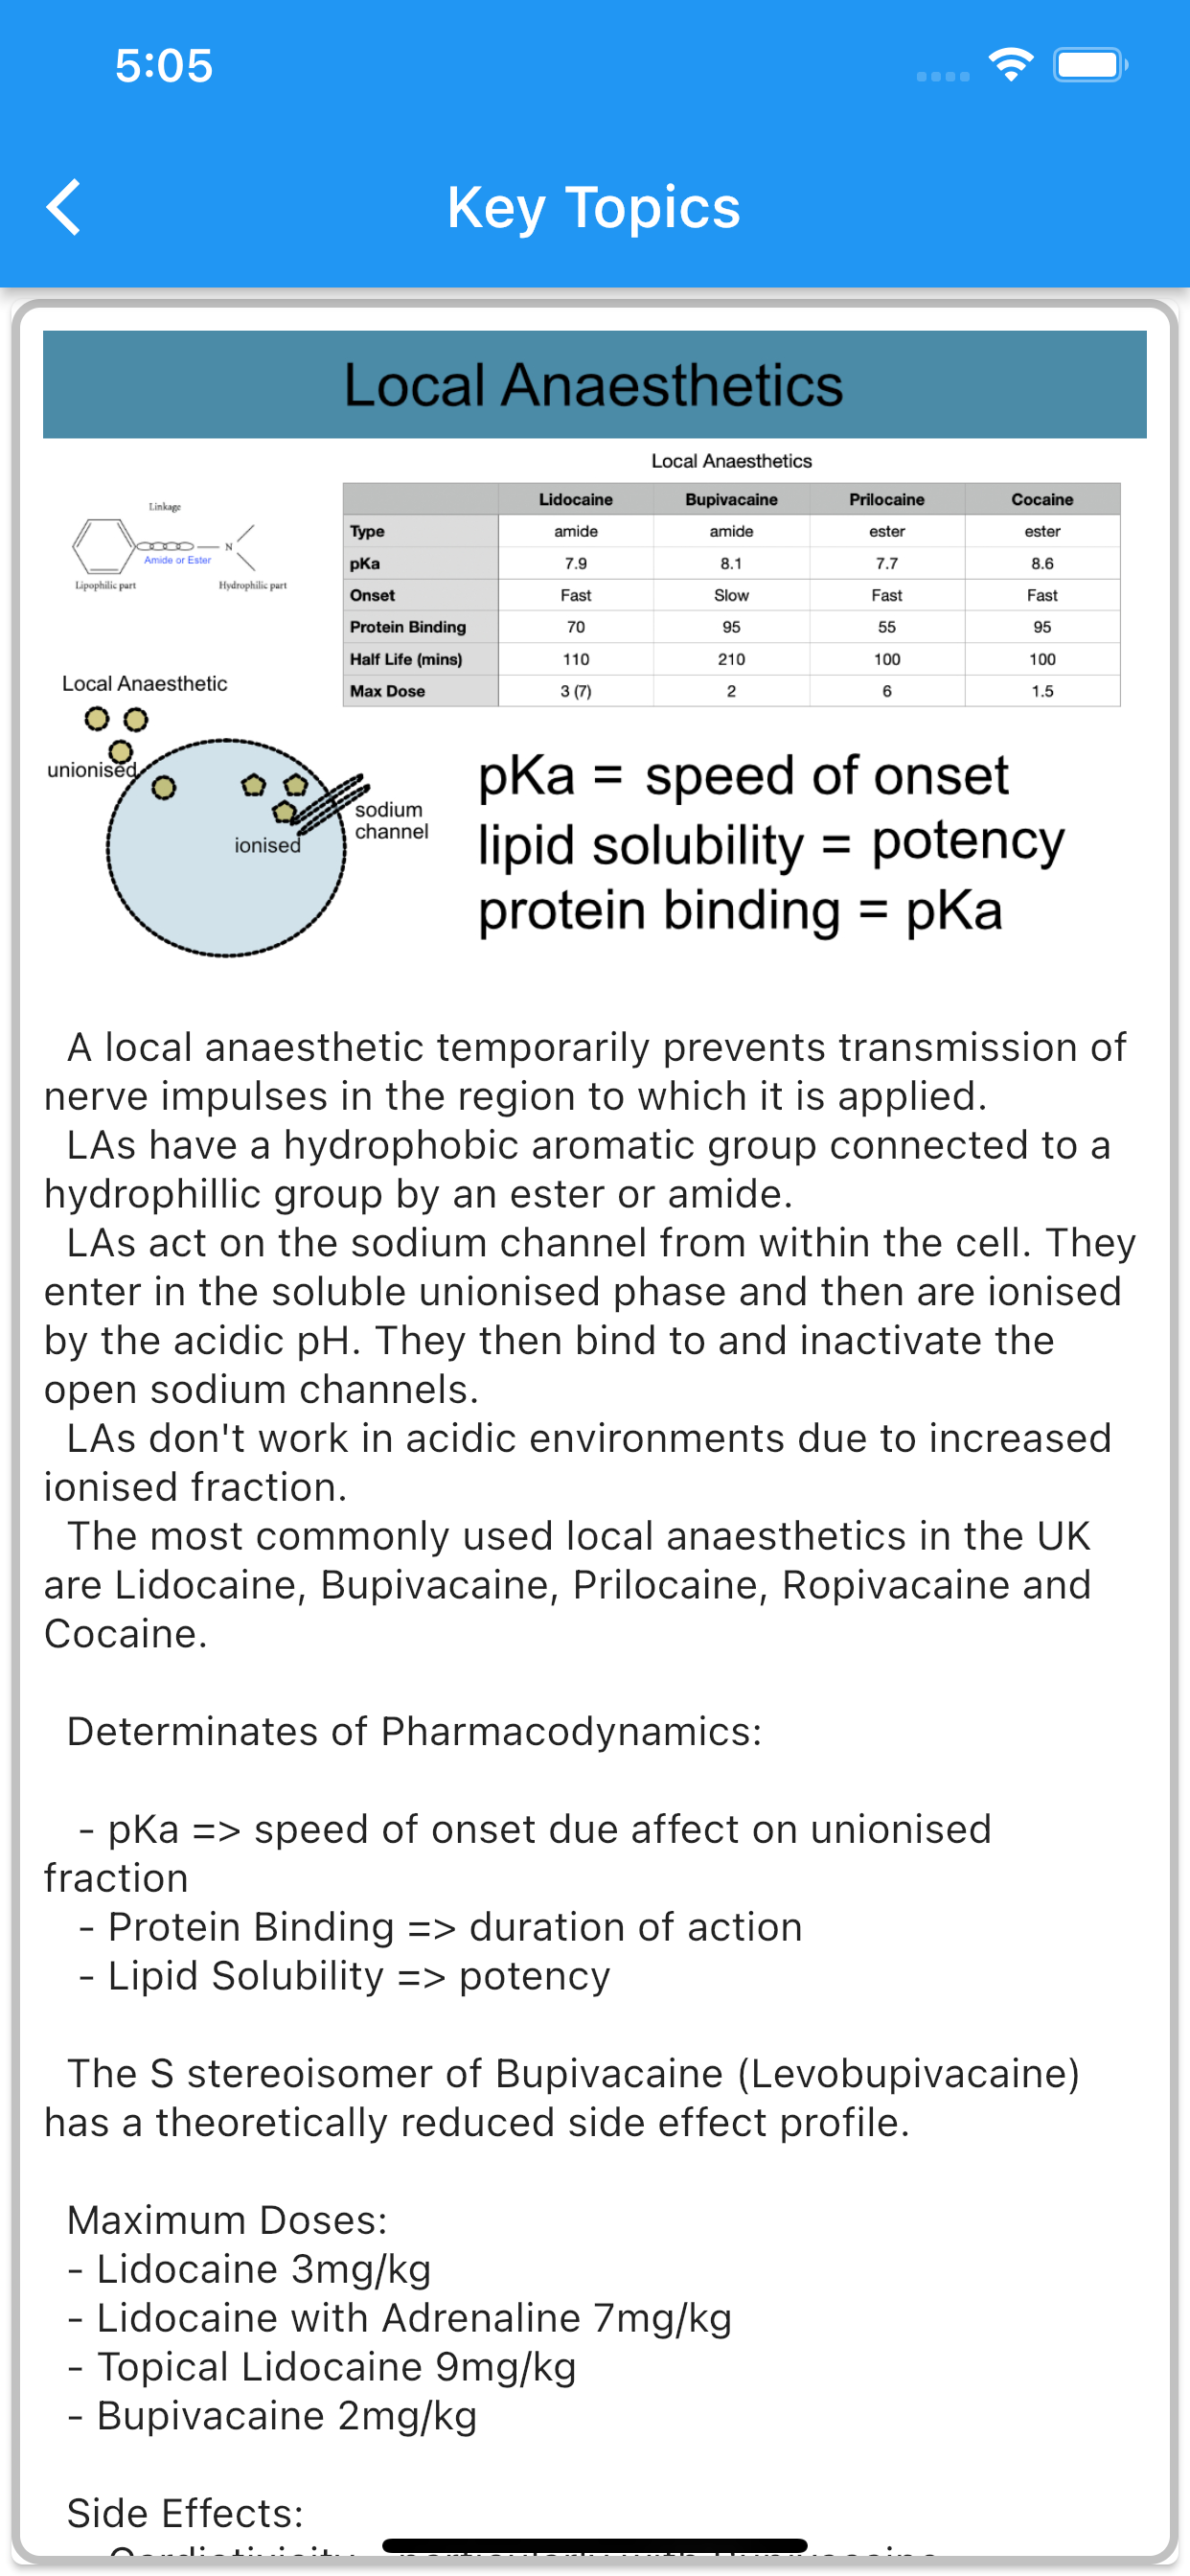 5:05
Key Topics
Local Anaesthetics
Local Anaesthetics
Lidocaine Bupivacaine Prilocaine Cocaine
Type amide amide ester ester
pKa 7.9 8.1 7.7 8.6
Onset Fast Slow Fast Fast
Protein Binding 70 95 55 95
Half Life (mins) 110 210 100 100
Max Dose 3 (7) 2 6 1.5
Linkage
N
Amide or Ester
Lipophilic part Hydrophilic part
Local Anaesthetic
unionised
ionised
sodium
channel
pKa = speed of onset
lipid solubility = potency
protein binding = pKa
A local anaesthetic temporarily prevents transmission of
nerve impulses in the region to which it is applied.
LAs have a hydrophobic aromatic group connected to a
hydrophillic group by an ester or amide.
LAs act on the sodium channel from within the cell. They
enter in the soluble unionised phase and then are ionised
by the acidic pH. They then bind to and inactivate the
open sodium channels.
LAs don't work in acidic environments due to increased
ionised fraction.
The most commonly used local anaesthetics in the UK
are Lidocaine, Bupivacaine, Prilocaine, Ropivacaine and
Cocaine.
Determinates of Pharmacodynamics:
- pKa => speed of onset due affect on unionised
fraction
- Protein Binding => duration of action
- Lipid Solubility => potency
The S stereoisomer of Bupivacaine (Levobupivacaine)
has a theoretically reduced side effect profile.
Maximum Doses:
- Lidocaine 3mg/kg
- Lidocaine with Adrenaline 7mg/kg
- Topical Lidocaine 9mg/kg
- Bupivacaine 2mg/kg
Side Effects: